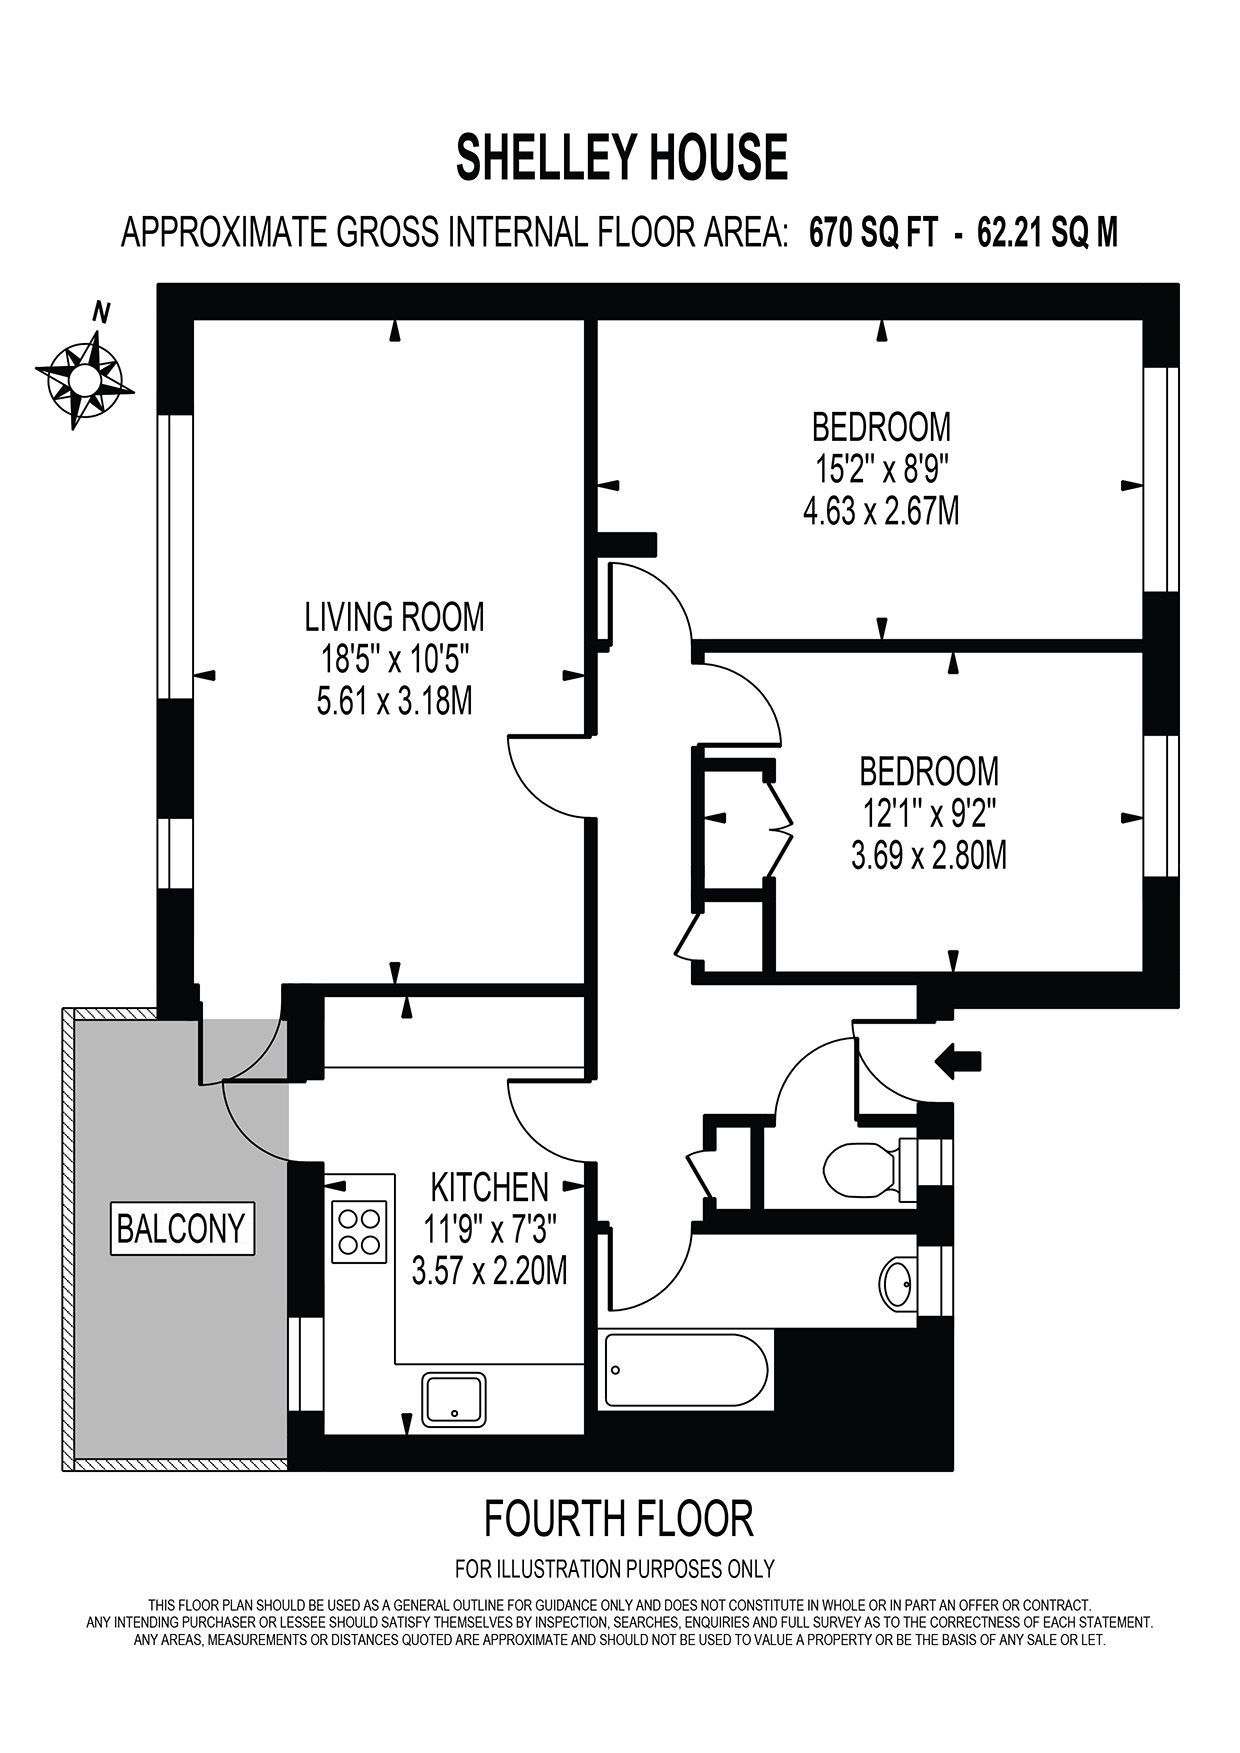 SHELLEY HOUSE
APPROXIMATE GROSS INTERNAL FLOOR AREA: 670 SQ FT - 62.21 SQ M
N
BEDROOM
15'2" x 8'9"
4.63 x 2.67M
LIVING ROOM
18'5" x 10'5"
5.61 x 3.18M
BEDROOM
12'1" x 9'2"
3.69 x 2.80M
KITCHEN
11'9" x 7'3"
3.57 x 2.20M
BALCONY
FOURTH FLOOR
FOR ILLUSTRATION PURPOSES ONLY
THIS FLOOR PLAN SHOULD BE USED AS A GENERAL OUTLINE FOR GUIDANCE ONLY AND DOES NOT CONSTITUTE IN WHOLE OR IN PART AN OFFER OR CONTRACT.
ANY INTENDING PURCHASER OR LESSEE SHOULD SATISFY THEMSELVES BY INSPECTION, SEARCHES, ENQUIRIES AND FULL SURVEY AS TO THE CORRECTNESS OF EACH STATEMENT.
ANY AREAS, MEASUREMENTS OR DISTANCES QUOTED ARE APPROXIMATE AND SHOULD NOT BE USED TO VALUE A PROPERTY OR BE THE BASIS OF ANY SALE OR LET.